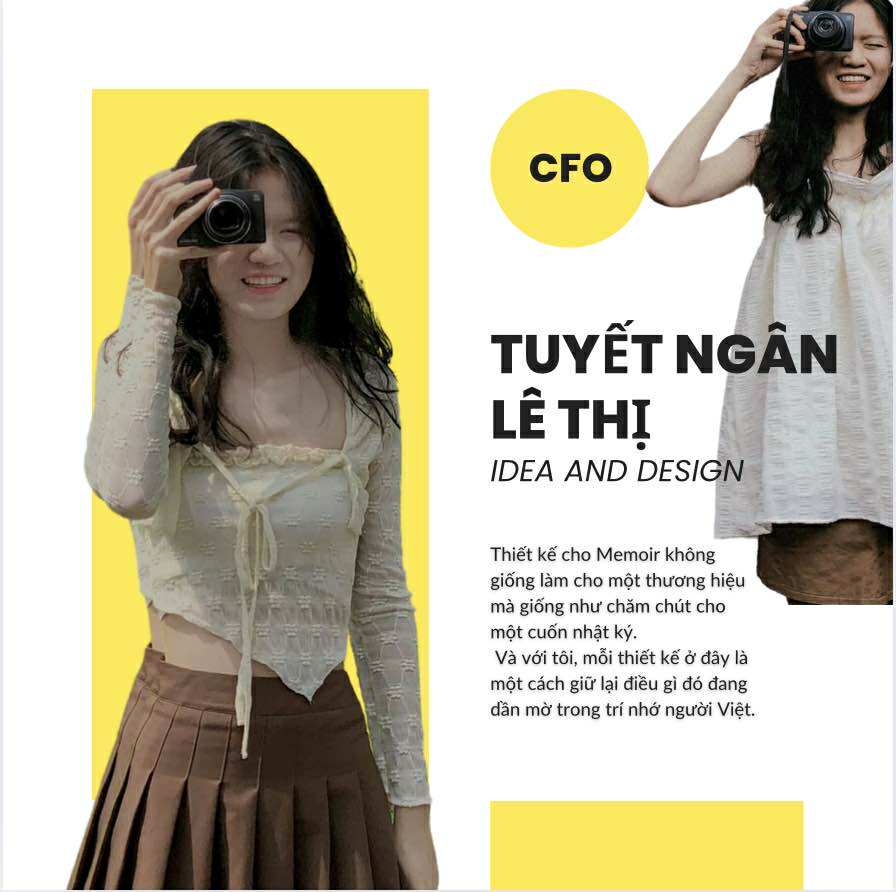 CFO
TUYẾT NGÂN
LÊ THỊ
IDEA AND DESIGN
Thiết kế cho Memoir không
giống làm cho một thương hiệu
mà giống như chăm chút cho
một cuốn nhật ký.
Và với tôi, mỗi thiết kế ở đây là
một cách giữ lại điều gì đó đang
dần mờ trong trí nhớ người Việt.